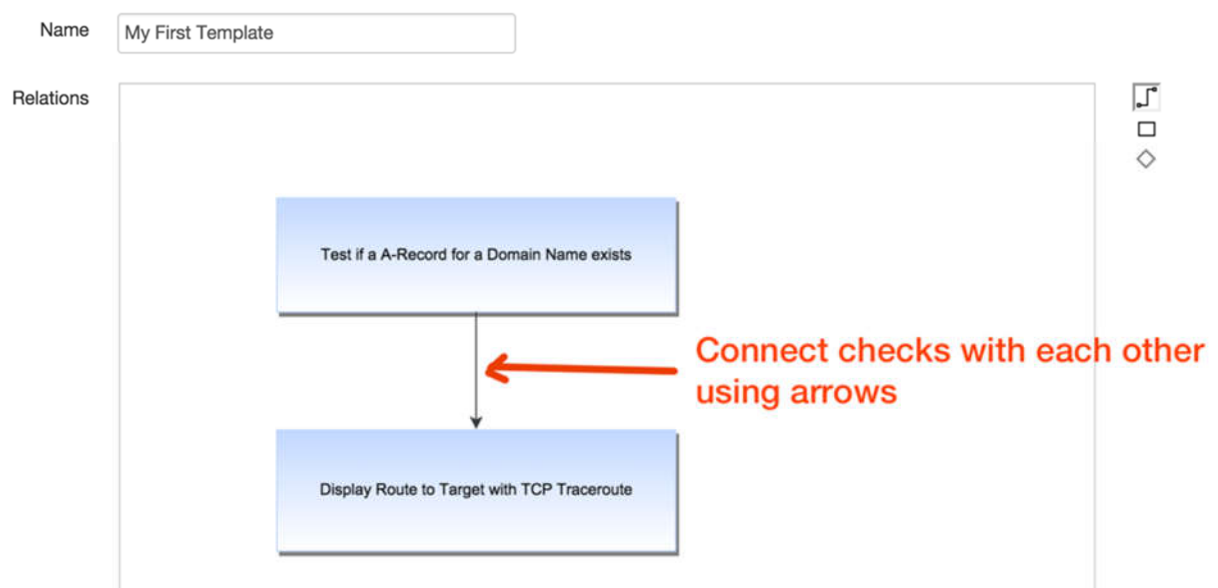 Name
My First Template
Relations
Test if a A-Record for a Domain Name exists
Connect checks with each other
using arrows
Display Route to Target with TCP Traceroute